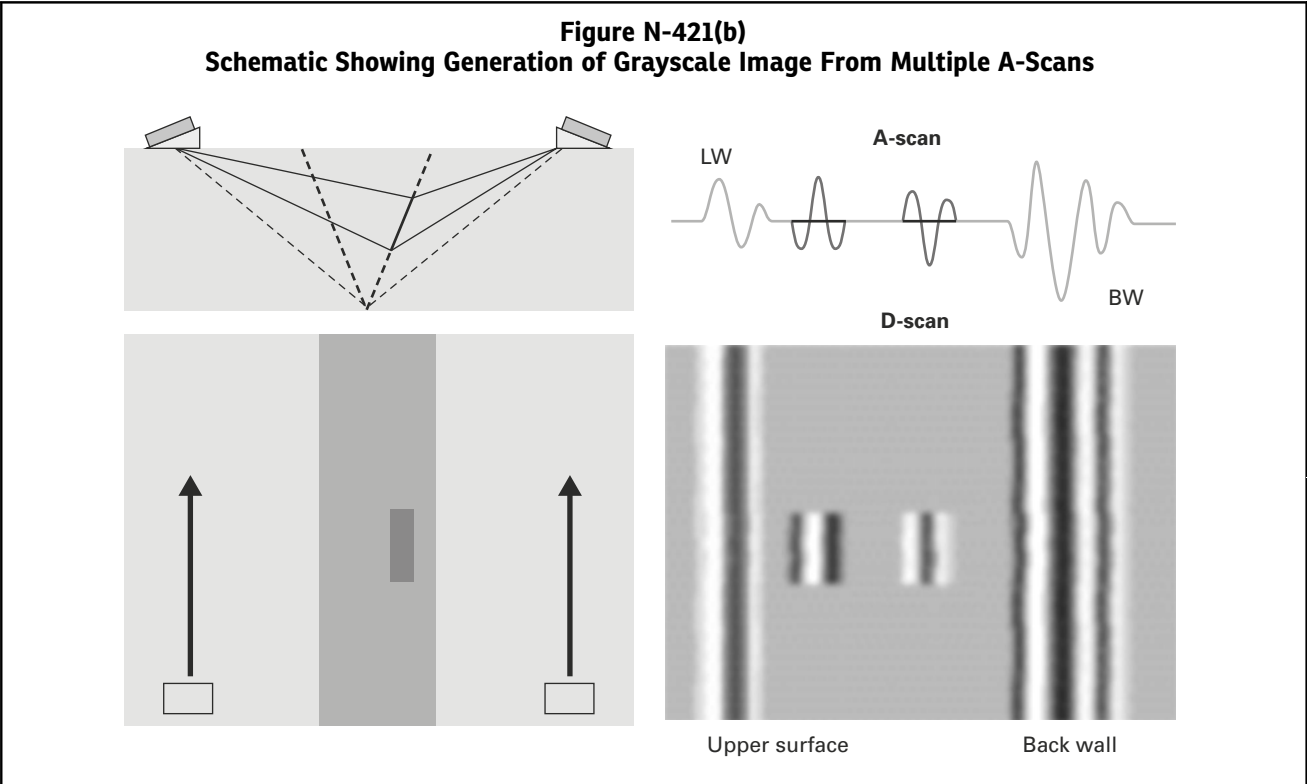 Figure N-421(b)
Schematic Showing Generation of Grayscale Image From Multiple A-Scans
A-scan
LW
BW
D-scan
Upper surface
Back wall